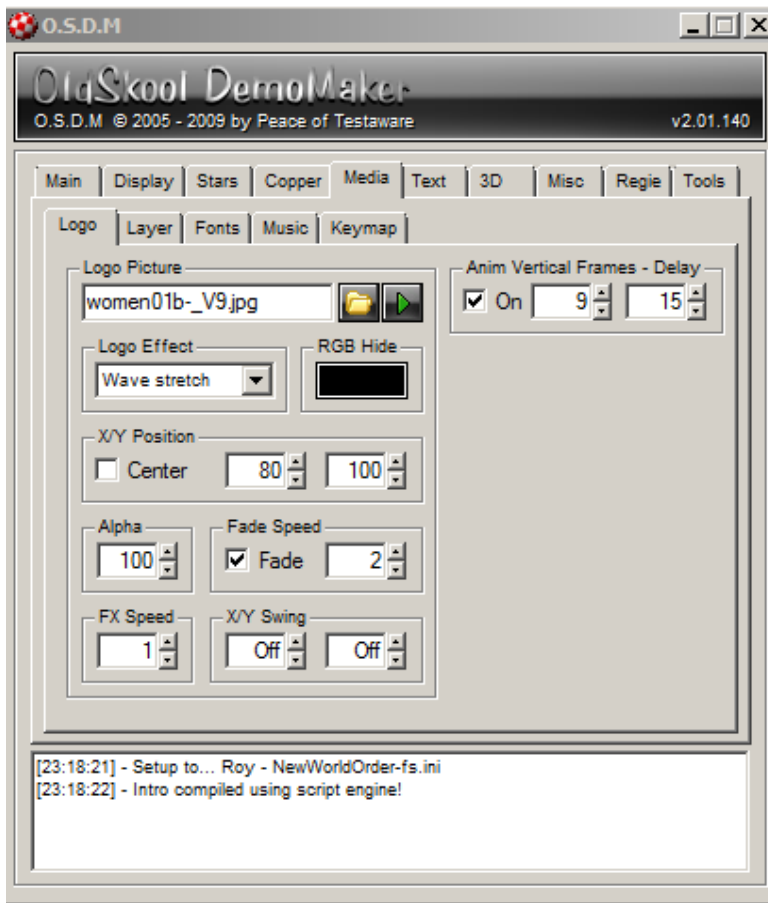 O.S.D.M
OldSkool DemoMaker
O.S.D.M © 2005 - 2009 by Peace of Testaware v2.01.140
Main Display Stars Copper Media Text 3D Misc Regie Tools
Logo Layer Fonts Music Keymap
Logo Picture
women01b-_V9.jpg
Logo Effect RGB Hide
Wave stretch
X/Y Position
Center 80 100
Alpha Fade Speed
100 Fade 2
FX Speed X/Y Swing
1 Off Off
Anim Vertical Frames - Delay
On 9 15
[23:18:21] - Setup to... Roy - NewWorldOrder-fs.ini
[23:18:22] - Intro compiled using script engine!